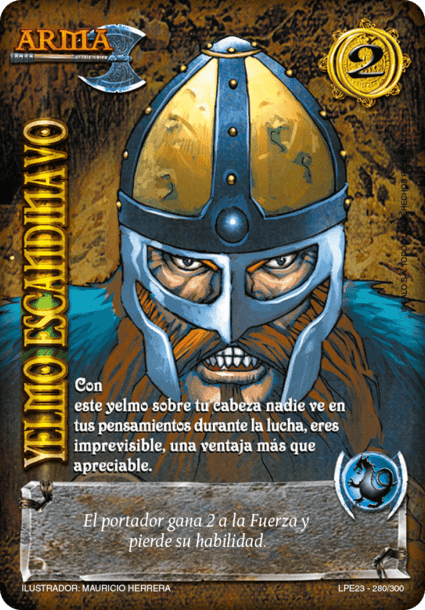 ARMA
2
YELMO ESCANDINAVO
Con
este yelmo sobre tu cabeza nadie ve en
tus pensamientos durante la lucha, eres
imprevisible, una ventaja más que
apreciable.
El portador gana 2 a la Fuerza y
pierde su habilidad.
ILUSTRADOR: MAURICIO HERRERA
LPE23 - 280/300